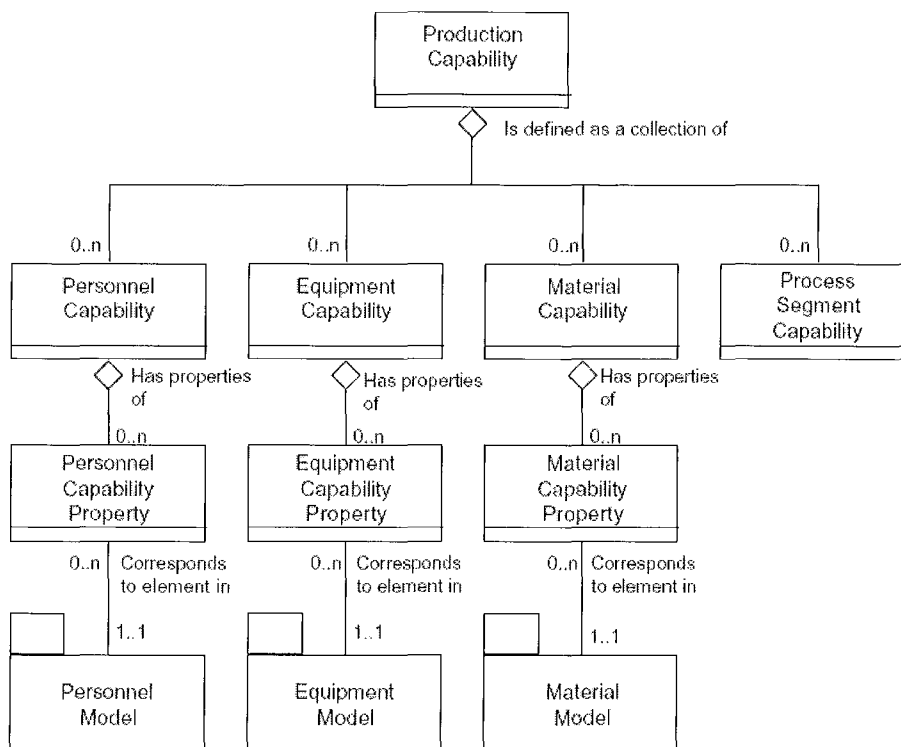 Production
Capability
Is defined as a collection of
0..n
0..n
0..n
0..n
Personnel
Capability
Equipment
Capability
Material
Capability
Process
Segment
Capability
Has properties
of
Has properties
of
Has properties
of
0..n
0..n
0..n
Personnel
Capability
Property
Equipment
Capability
Property
Material
Capability
Property
0..n
Corresponds
to element in
0..n
Corresponds
to element in
0..n
Corresponds
to element in
1..1
1..1
1..1
Personnel
Model
Equipment
Model
Material
Model